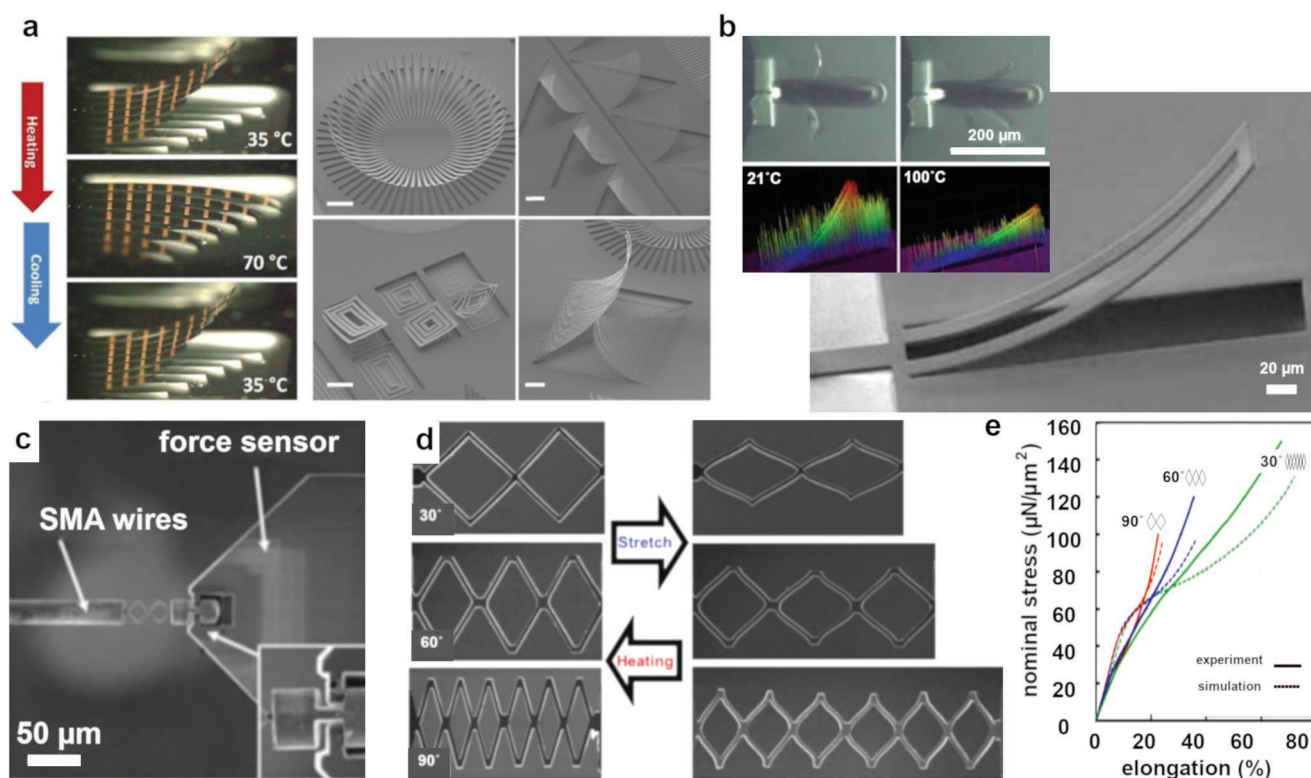 a
Heating
Cooling
35 °C
70 °C
35 °C
b
200 µm
21°C
100°C
20 µm
c
force sensor
SMA wires
50 µm
d
30°
60°
90°
Stretch
Heating
e
nominal stress (µN/µm²)
160
140
120
100
80
60
40
20
0
90°
60°
30°
experiment
simulation
0
20
40
60
80
elongation (%)